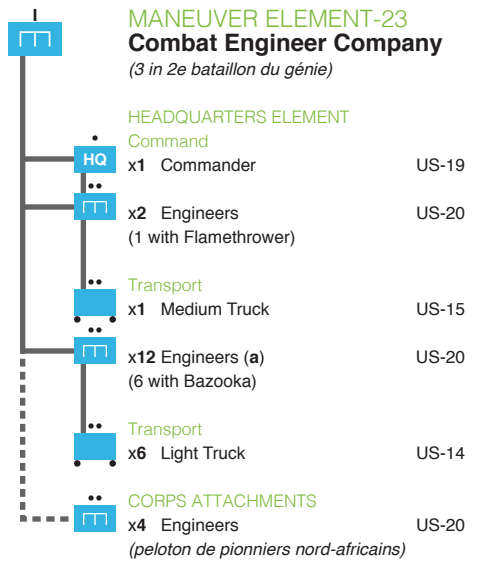 MANEUVER ELEMENT-23
Combat Engineer Company
(3 in 2e bataillon du génie)
HEADQUARTERS ELEMENT
Command
HQ x1 Commander US-19
x2 Engineers US-20
(1 with Flamethrower)
Transport
x1 Medium Truck US-15
x12 Engineers (a) US-20
(6 with Bazooka)
Transport
x6 Light Truck US-14
CORPS ATTACHMENTS
x4 Engineers US-20
(peloton de pionniers nord-africains)